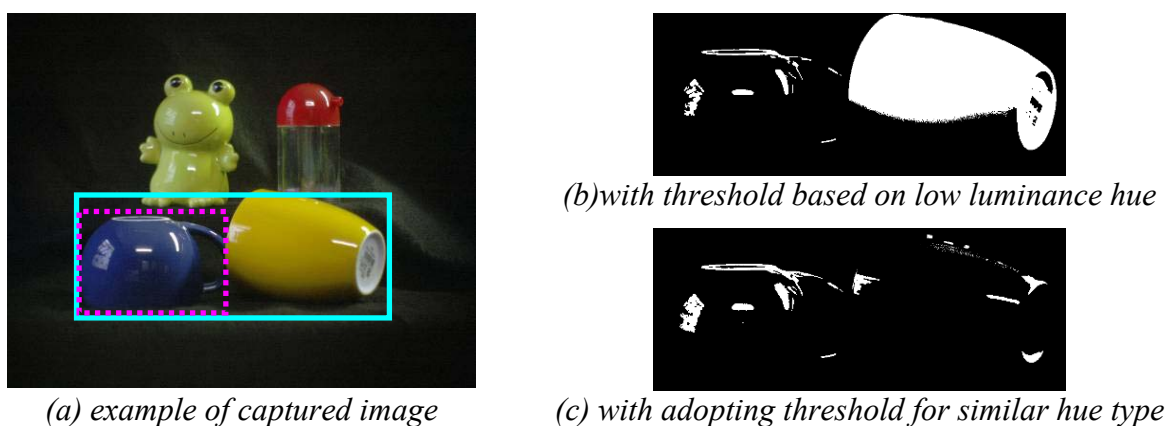 (b)with threshold based on low luminance hue
(a) example of captured image
(c) with adopting threshold for similar hue type